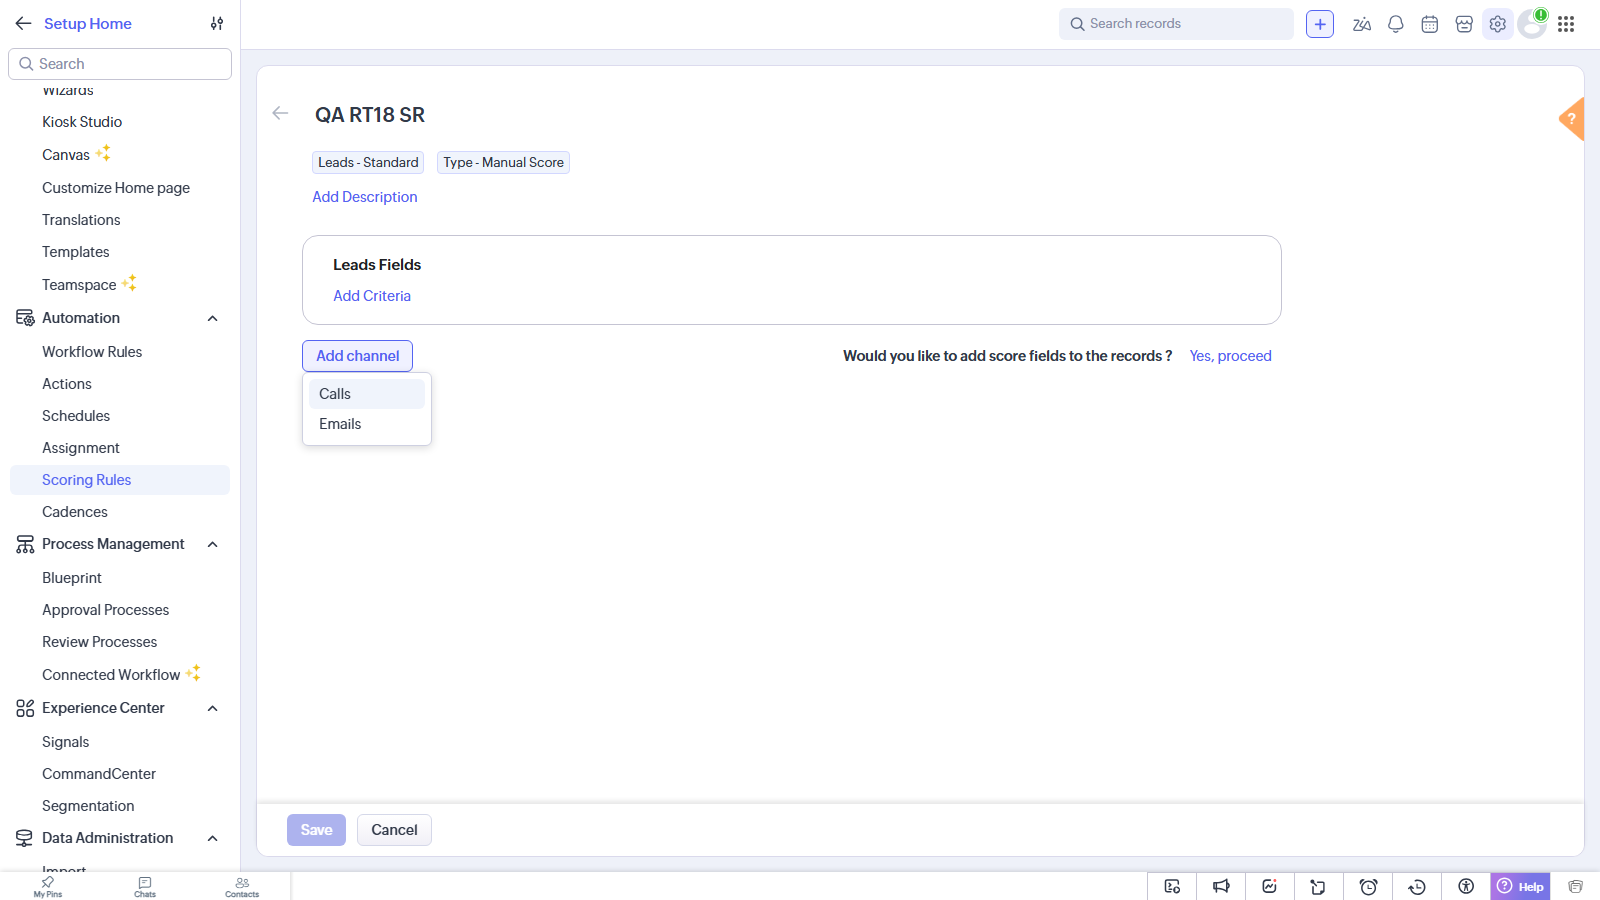 Setup Home
Search
Wizards
Kiosk Studio
Canvas
Customize Home page
Translations
Templates
Teamspace
Automation
Workflow Rules
Actions
Schedules
Assignment
Scoring Rules
Cadences
Process Management
Blueprint
Approval Processes
Review Processes
Connected Workflow
Experience Center
Signals
CommandCenter
Segmentation
Data Administration
Import
My Pins
Chats
Contacts
Search records
QA RT18 SR
Leads - Standard
Type - Manual Score
Add Description
Leads Fields
Add Criteria
Add channel
Would you like to add score fields to the records ? Yes, proceed
Calls
Emails
Save
Cancel
?
Help